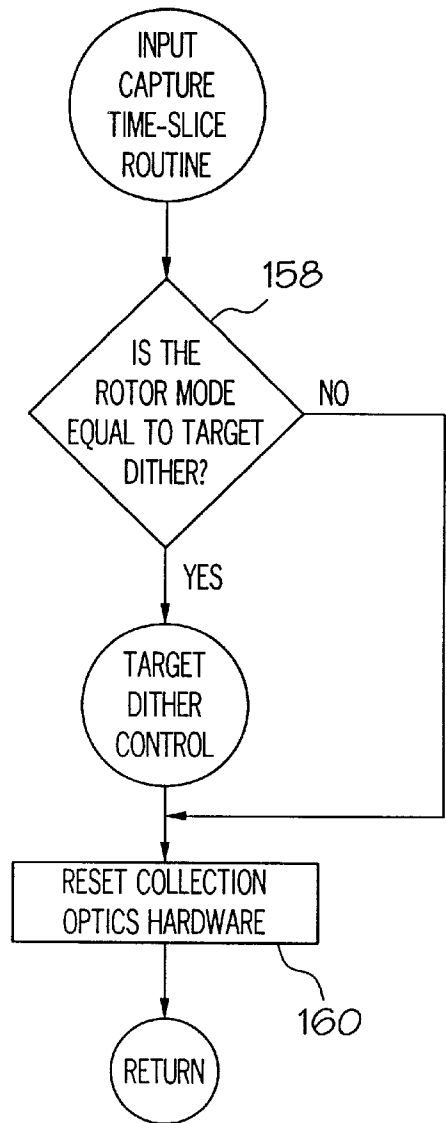 INPUT
CAPTURE
TIME-SLICE
ROUTINE
158
IS THE
ROTOR MODE
EQUAL TO TARGET
DITHER?
NO
YES
TARGET
DITHER
CONTROL
RESET COLLECTION
OPTICS HARDWARE
160
RETURN